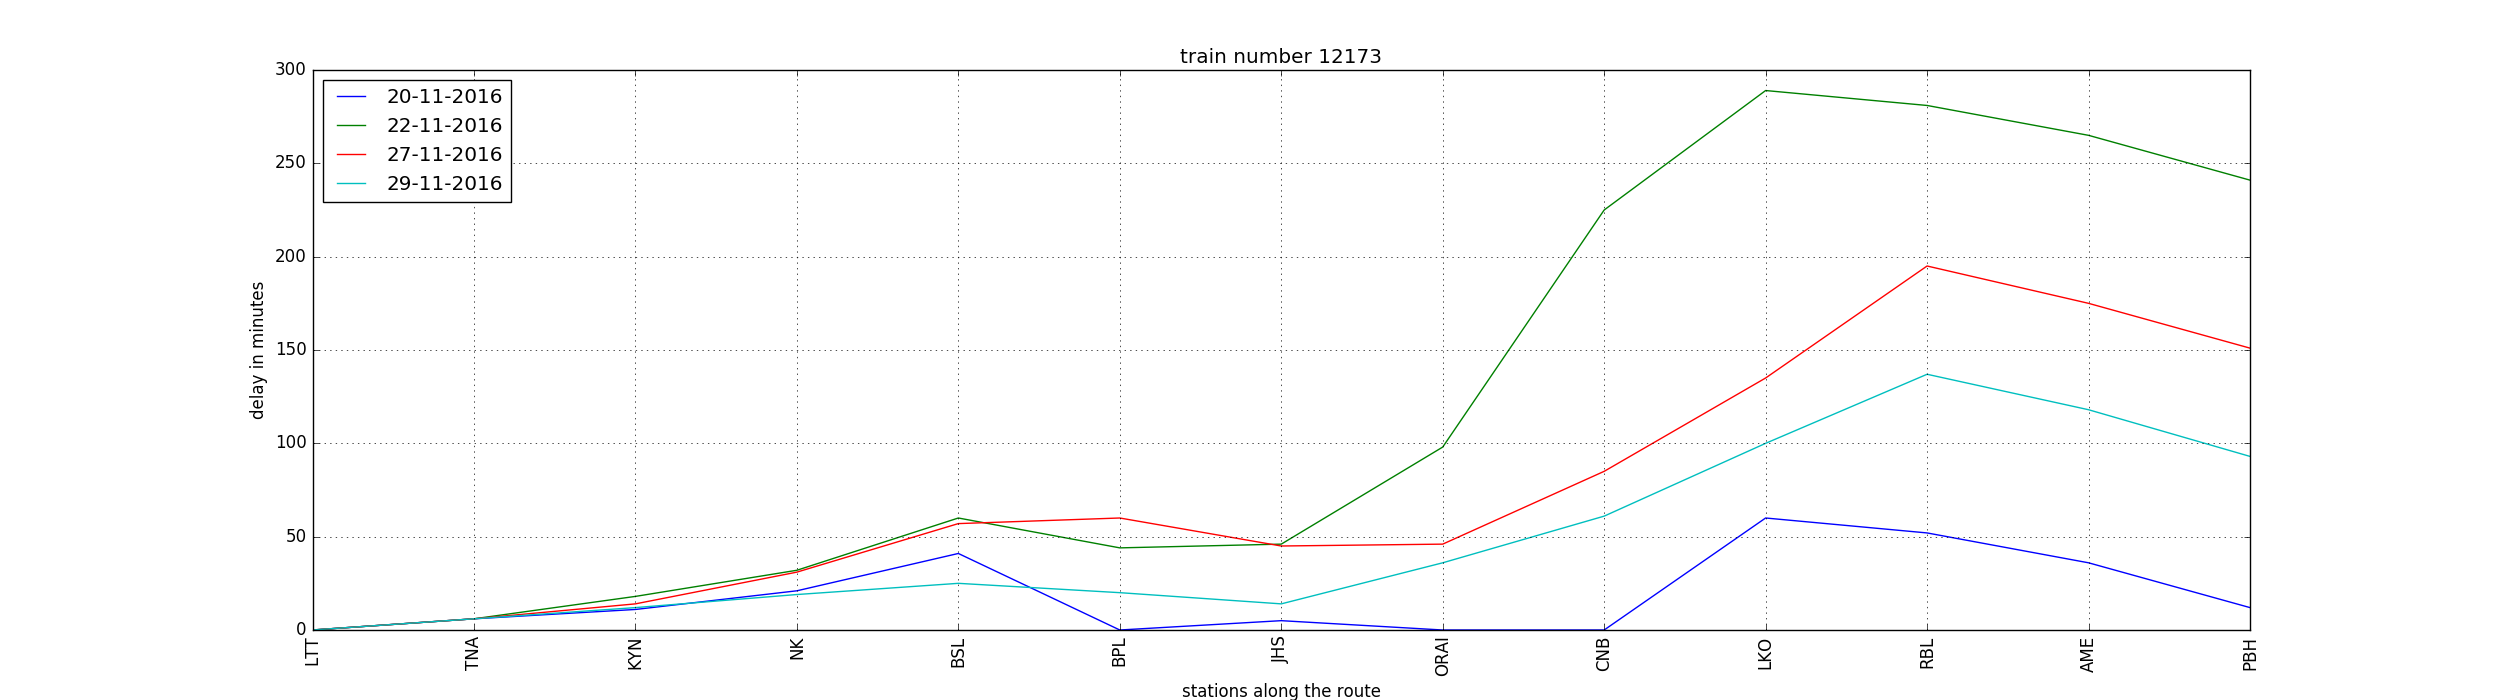 train number 12173
300
250
200
150
100
50
0
delay in minutes
20-11-2016
22-11-2016
27-11-2016
29-11-2016
LTT
TNA
KYN
NK
BSL
BPL
JHS
ORAI
CNB
LKO
RBL
AME
PBH
stations along the route